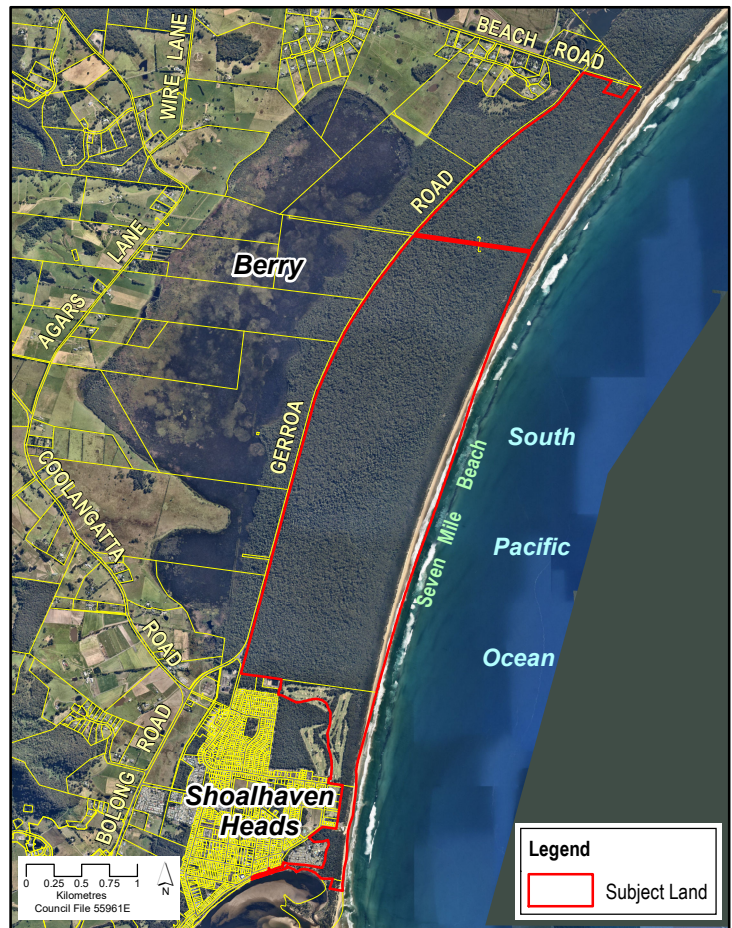 BEACH ROAD
WIRE LANE
ROAD
Berry
AGARS LANE
GERROA
South
COOLANGATTA
Seven Mile Beach
Pacific
Ocean
ROAD
BOLONG ROAD
Shoalhaven
Heads
0 0.25 0.5 0.75 1
Kilometres
Council File 55961E
N
Legend
Subject Land